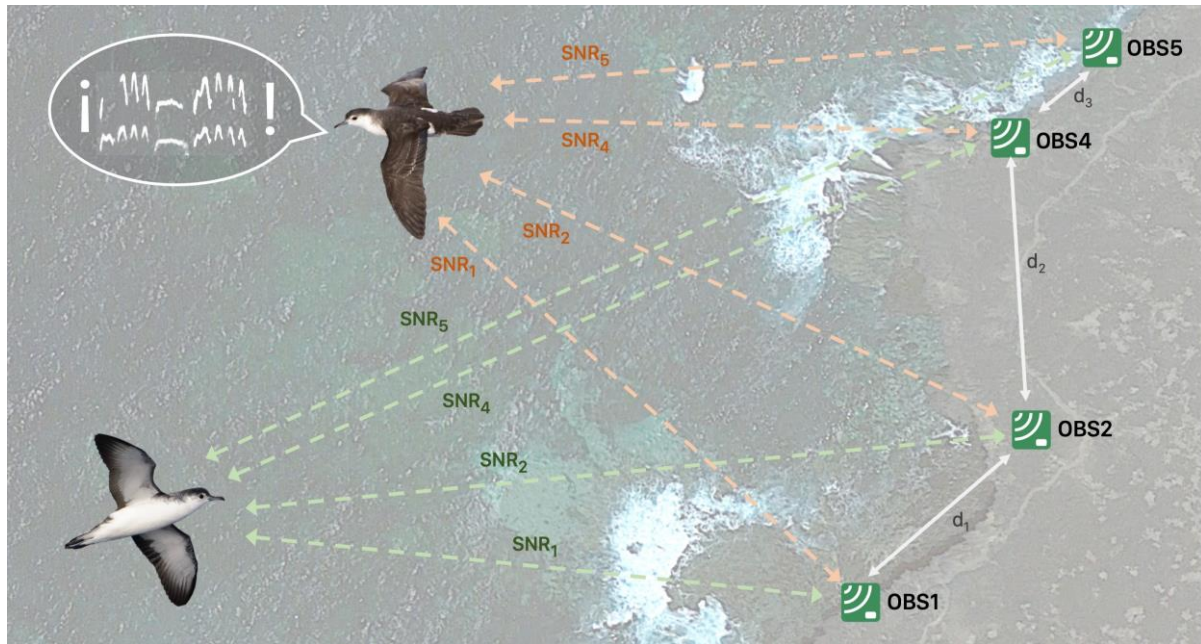 ¡ !
SNR₅
OBS5
d₃
SNR₄
OBS4
SNR₂
SNR₁
d₂
SNR₅
SNR₄
OBS2
SNR₂
d₁
SNR₁
OBS1